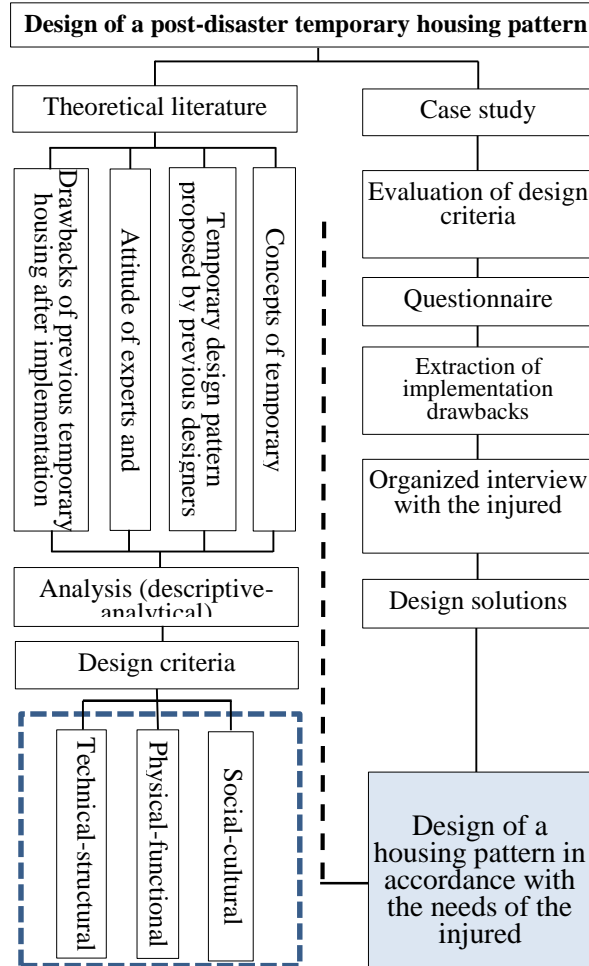 Design of a post-disaster temporary housing pattern
Theoretical literature
Drawbacks of previous temporary
housing after implementation
Attitude of experts and
Temporary design pattern
proposed by previous designers
Concepts of temporary
Analysis (descriptive-
analytical)
Design criteria
Technical-structural
Physical-functional
Social-cultural
Case study
Evaluation of design
criteria
Questionnaire
Extraction of
implementation
drawbacks
Organized interview
with the injured
Design solutions
Design of a
housing pattern in
accordance with
the needs of the
injured